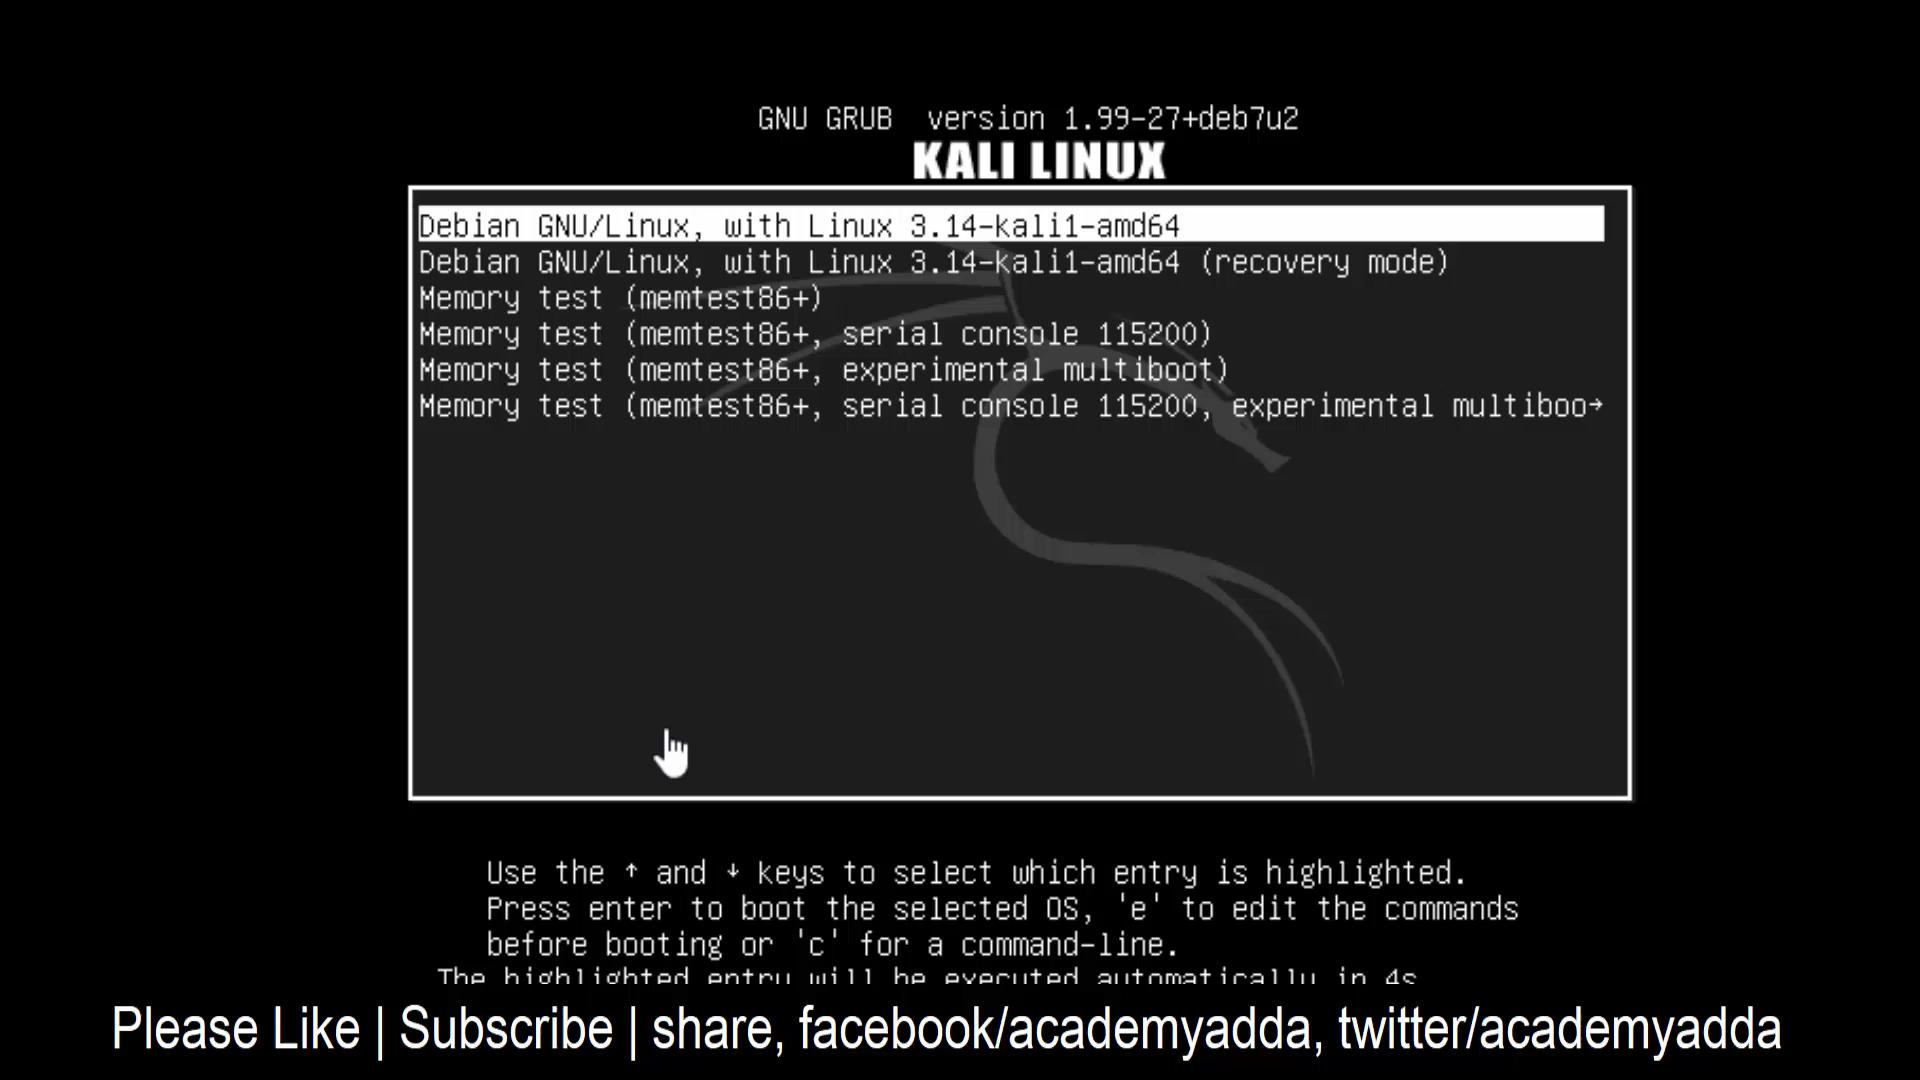 GNU GRUB  version 1.99-27+deb7u2
KALI LINUX
Debian GNU/Linux, with Linux 3.14-kali1-amd64
Debian GNU/Linux, with Linux 3.14-kali1-amd64 (recovery mode)
Memory test (memtest86+)
Memory test (memtest86+, serial console 115200)
Memory test (memtest86+, experimental multiboot)
Memory test (memtest86+, serial console 115200, experimental multiboo→
Use the ↑ and ↓ keys to select which entry is highlighted.
Press enter to boot the selected OS, 'e' to edit the commands
before booting or 'c' for a command-line.
The highlighted entry will be executed automatically in 4s
Please Like | Subscribe | share, facebook/academyadda, twitter/academyadda